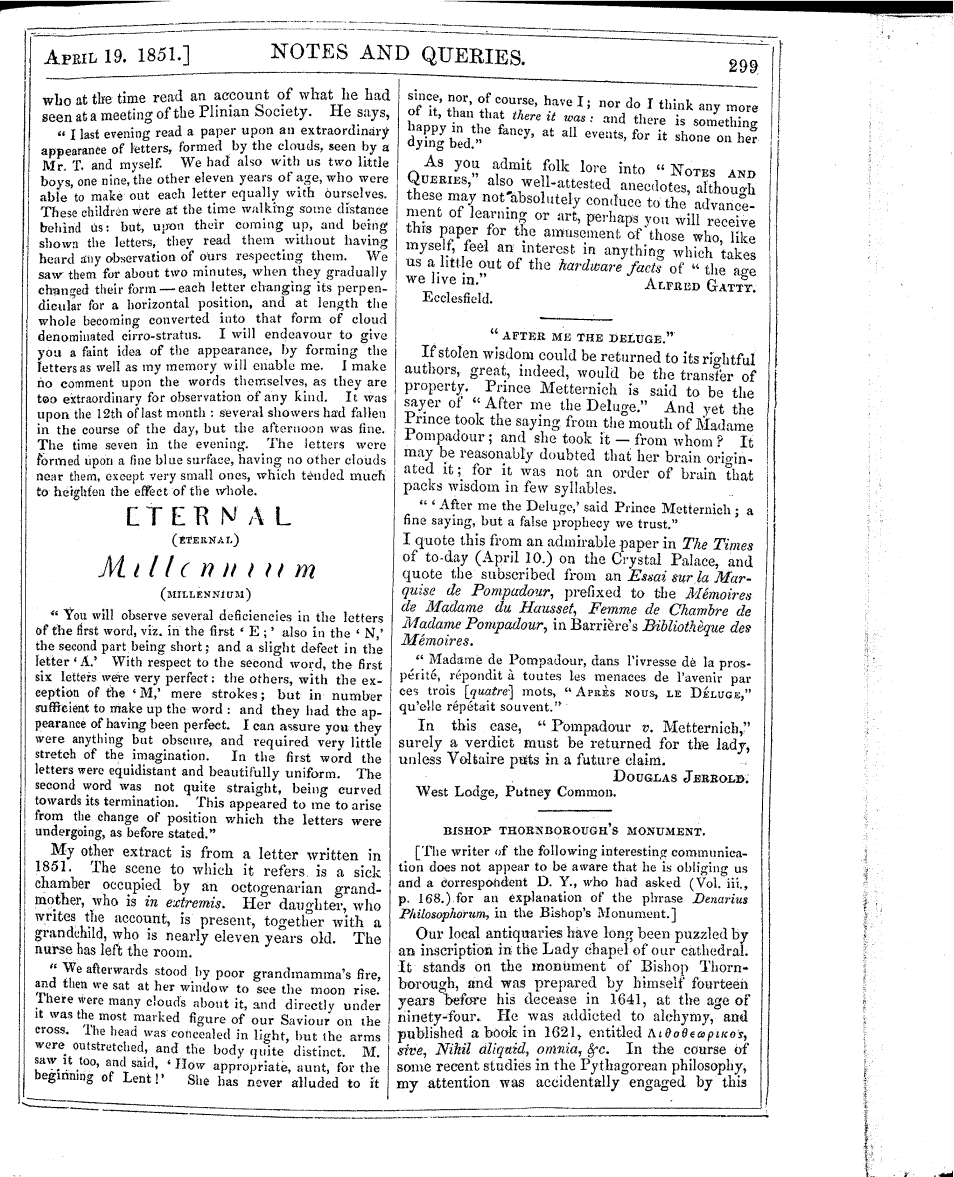 APRIL 19. 1851.] NOTES AND QUERIES. 299
who at the time read an account of what he had
seen at a meeting of the Plinian Society. He says,
“ I last evening read a paper upon an extraordinary
appearance of letters, formed by the clouds, seen by a
Mr. T. and myself. We had also with us two little
boys, one nine, the other eleven years of age, who were
able to make out each letter equally with ourselves.
These children were at the time walking some distance
behind us: but, upon their coming up, and being
shown the letters, they read them without having
heard any observation of ours respecting them. We
saw them for about two minutes, when they gradually
changed their form — each letter changing its perpen-
dicular for a horizontal position, and at length the
whole becoming converted into that form of cloud
denominated cirro-stratus. I will endeavour to give
you a faint idea of the appearance, by forming the
letters as well as my memory will enable me. I make
no comment upon the words themselves, as they are
too extraordinary for observation of any kind. It was
upon the 12th of last month : several showers had fallen
in the course of the day, but the afternoon was fine.
The time seven in the evening. The letters were
formed upon a fine blue surface, having no other clouds
near them, except very small ones, which tended much
to heighten the effect of the whole.
ETERNAL
(ETERNAL)
Millennium
(MILLENNIUM)
“ You will observe several deficiencies in the letters
of the first word, viz. in the first ‘ E ;’ also in the ‘ N,’
the second part being short; and a slight defect in the
letter ‘ A.’ With respect to the second word, the first
six letters were very perfect: the others, with the ex-
ception of the ‘ M,’ mere strokes; but in number
sufficient to make up the word : and they had the ap-
pearance of having been perfect. I can assure you they
were anything but obscure, and required very little
stretch of the imagination. In the first word the
letters were equidistant and beautifully uniform. The
second word was not quite straight, being curved
towards its termination. This appeared to me to arise
from the change of position which the letters were
undergoing, as before stated.”
My other extract is from a letter written in
1851. The scene to which it refers is a sick
chamber occupied by an octogenarian grand-
mother, who is in extremis. Her daughter, who
writes the account, is present, together with a
grandchild, who is nearly eleven years old. The
nurse has left the room.
“ We afterwards stood by poor grandmamma's fire,
and then we sat at her window to see the moon rise.
There were many clouds about it, and directly under
it was the most marked figure of our Saviour on the
cross. The head was concealed in light, but the arms
were outstretched, and the body quite distinct. M.
saw it too, and said, ‘ How appropriate, aunt, for the
beginning of Lent !’ She has never alluded to it
since, nor, of course, have I ; nor do I think any more
of it, than that there it was : and there is something
happy in the fancy, at all events, for it shone on her
dying bed.”
As you admit folk lore into “ NOTES AND
QUERIES,” also well-attested anecdotes, although
these may not absolutely conduce to the advance-
ment of learning or art, perhaps you will receive
this paper for the amusement of those who, like
myself, feel an interest in anything which takes
us a little out of the hardware facts of “ the age
we live in.” ALFRED GATTY.
Ecclesfield.
“ AFTER ME THE DELUGE.”
If stolen wisdom could be returned to its rightful
authors, great, indeed, would be the transfer of
property. Prince Metternich is said to be the
sayer of “ After me the Deluge.” And yet the
Prince took the saying from the mouth of Madame
Pompadour ; and she took it — from whom ? It
may be reasonably doubted that her brain origin-
ated it ; for it was not an order of brain that
packs wisdom in few syllables.
“ ‘ After me the Deluge,’ said Prince Metternich ; a
fine saying, but a false prophecy we trust.”
I quote this from an admirable paper in The Times
of to-day (April 10.) on the Crystal Palace, and
quote the subscribed from an Essai sur la Mar-
quise de Pompadour, prefixed to the Mémoires
de Madame du Hausset, Femme de Chambre de
Madame Pompadour, in Barrière's Bibliothèque des
Mémoires.
“ Madame de Pompadour, dans l'ivresse dè la pros-
périté, répondit à toutes les menaces de l'avenir par
ces trois [quatre] mots, “ APRÈS NOUS, LE DÉLUGE,”
qu'elle répétait souvent.”
In this case, “ Pompadour v. Metternich,”
surely a verdict must be returned for the lady,
unless Voltaire puts in a future claim.
DOUGLAS JERROLD.
West Lodge, Putney Common.
BISHOP THORNBOROUGH'S MONUMENT.
[The writer of the following interesting communica-
tion does not appear to be aware that he is obliging us
and a correspondent D. Y., who had asked (Vol. iii.,
p. 168.) for an explanation of the phrase Denarius
Philosophorum, in the Bishop's Monument.]
Our local antiquaries have long been puzzled by
an inscription in the Lady chapel of our cathedral.
It stands on the monument of Bishop Thorn-
borough, and was prepared by himself fourteen
years before his decease in 1641, at the age of
ninety-four. He was addicted to alchymy, and
published a book in 1621, entitled Λιθοθεωρικος,
sive, Nihil aliquid, omnia, &c. In the course of
some recent studies in the Pythagorean philosophy,
my attention was accidentally engaged by this